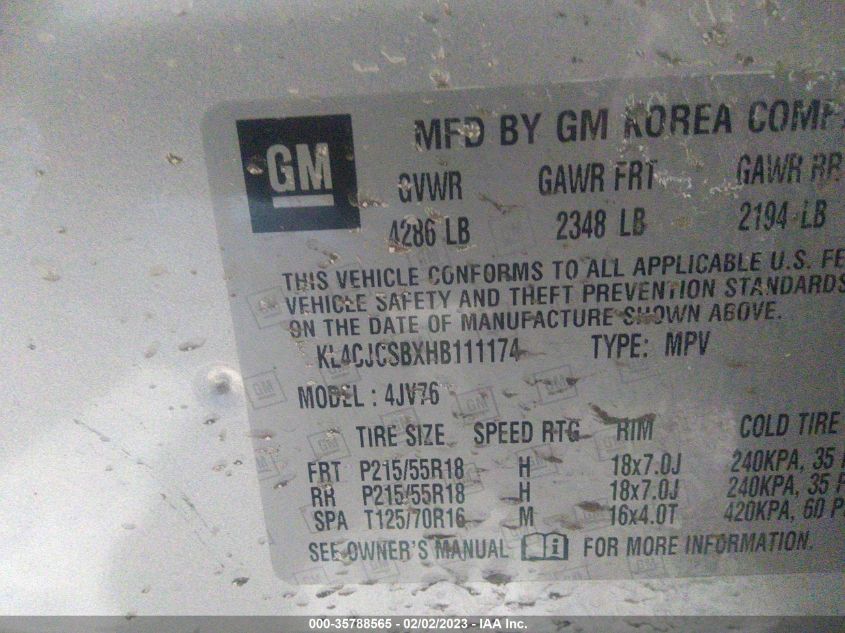 GM
MFD BY GM KOREA COMP
GVWR GAWR FRT GAWR RR
4286 LB 2348 LB 2194 LB
THIS VEHICLE CONFORMS TO ALL APPLICABLE U.S. FE
VEHICLE SAFETY AND THEFT PREVENTION STANDARDS
ON THE DATE OF MANUFACTURE SHOWN ABOVE.
KL4CJCSBXHB111174 TYPE: MPV
MODEL: 4JV76
TIRE SIZE SPEED RTG RIM COLD TIRE
FRT P215/55R18 H 18x7.0J 240KPA, 35
RR P215/55R18 H 18x7.0J 240KPA, 35 P
SPA T125/70R16 M 16x4.0T 420KPA, 60 P
SEE OWNER'S MANUAL FOR MORE INFORMATION.
000-35788565 - 02/02/2023 - IAA Inc.